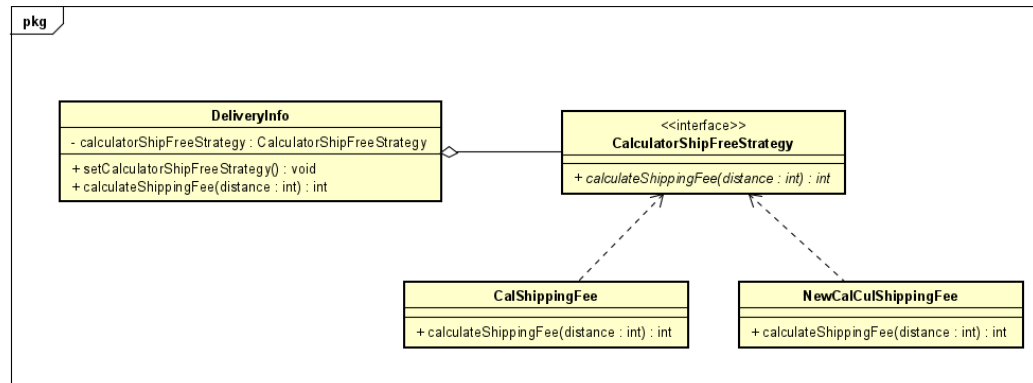 pkg
DeliveryInfo
- calculatorShipFreeStrategy : CalculatorShipFreeStrategy
+ setCalculatorShipFreeStrategy() : void
+ calculateShippingFee(distance : int) : int
<<interface>>
CalculatorShipFreeStrategy
+ calculateShippingFee(distance : int) : int
CalShippingFee
+ calculateShippingFee(distance : int) : int
NewCalCulShippingFee
+ calculateShippingFee(distance : int) : int